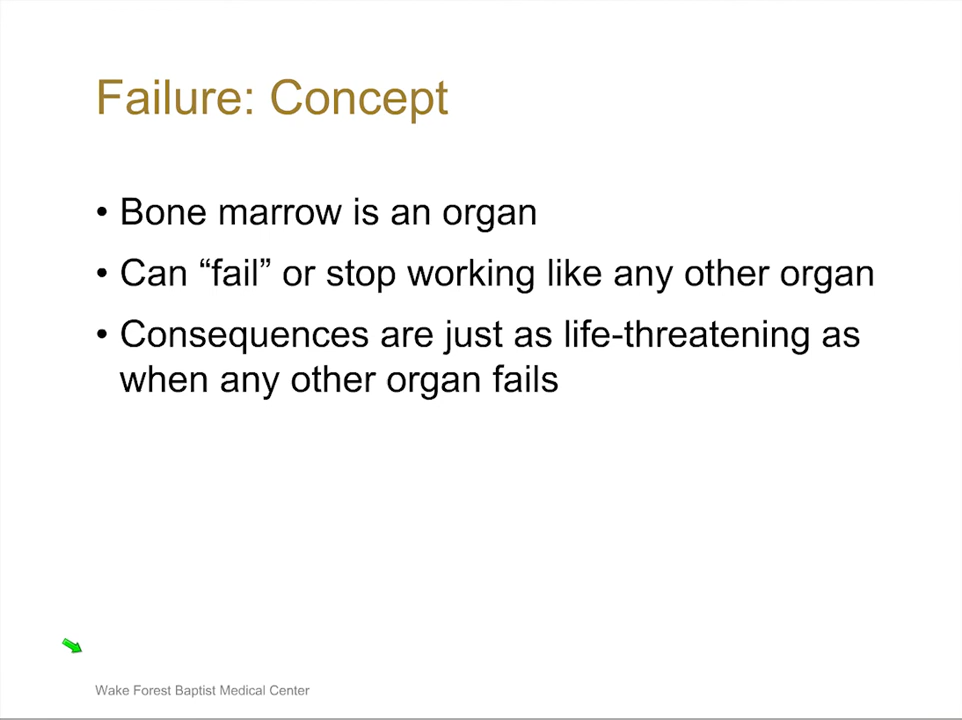 Failure: Concept
• Bone marrow is an organ
• Can “fail” or stop working like any other organ
• Consequences are just as life-threatening as
when any other organ fails
Wake Forest Baptist Medical Center